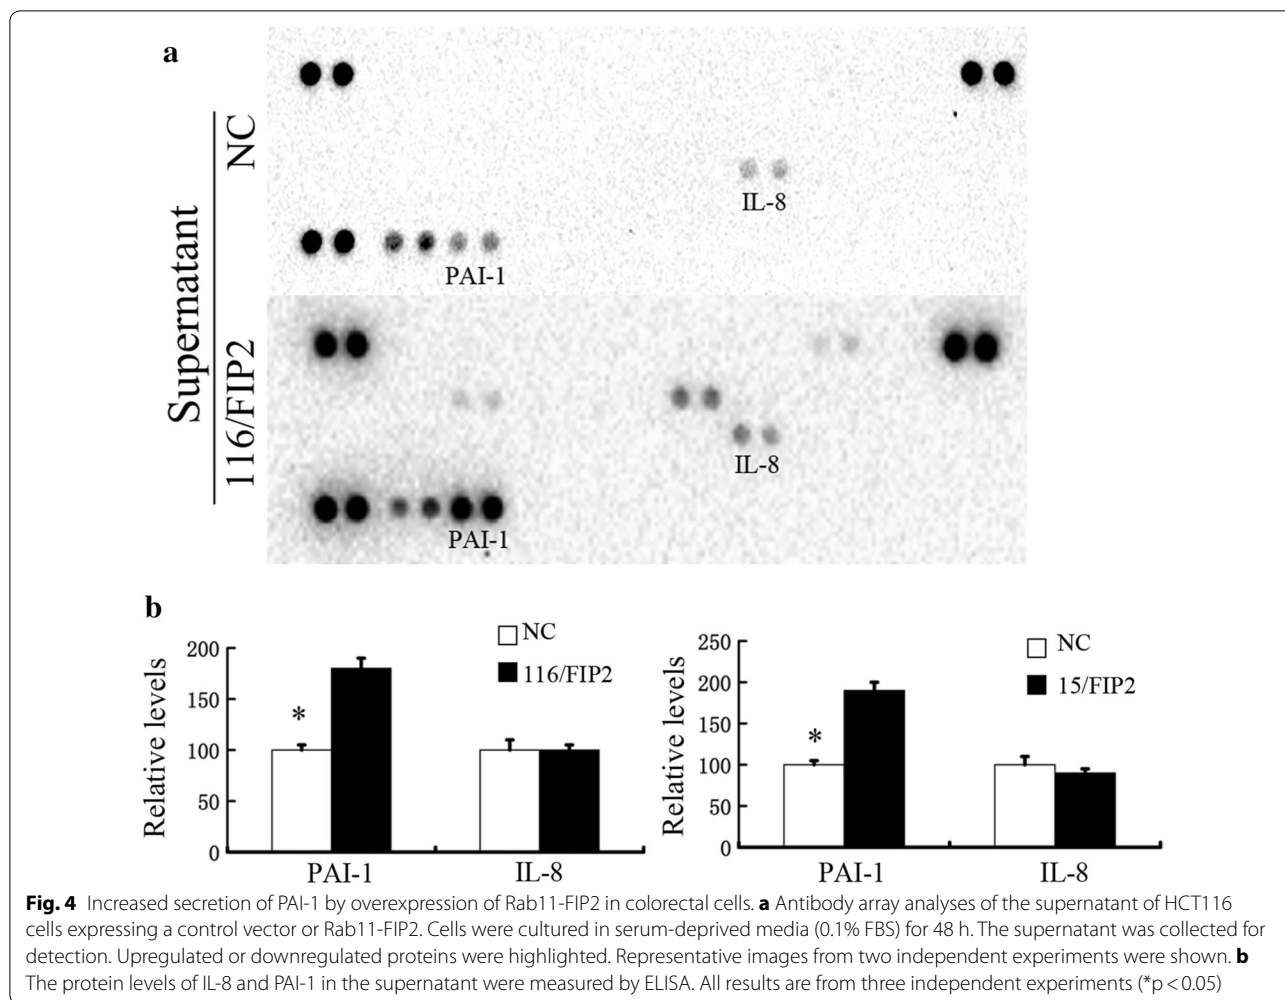 a
Supernatant
NC
IL-8
PAI-1
116/FIP2
IL-8
PAI-1
b
Relative levels
200
150
100
50
0
*
NC
116/FIP2
PAI-1
IL-8
Relative levels
250
200
150
100
50
0
*
NC
15/FIP2
PAI-1
IL-8
Fig. 4 Increased secretion of PAI-1 by overexpression of Rab11-FIP2 in colorectal cells. a Antibody array analyses of the supernatant of HCT116
cells expressing a control vector or Rab11-FIP2. Cells were cultured in serum-deprived media (0.1% FBS) for 48 h. The supernatant was collected for
detection. Upregulated or downregulated proteins were highlighted. Representative images from two independent experiments were shown. b
The protein levels of IL-8 and PAI-1 in the supernatant were measured by ELISA. All results are from three independent experiments (*p < 0.05)